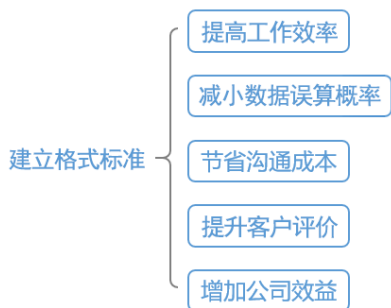 建立格式标准
提高工作效率
减小数据误算概率
节省沟通成本
提升客户评价
增加公司效益